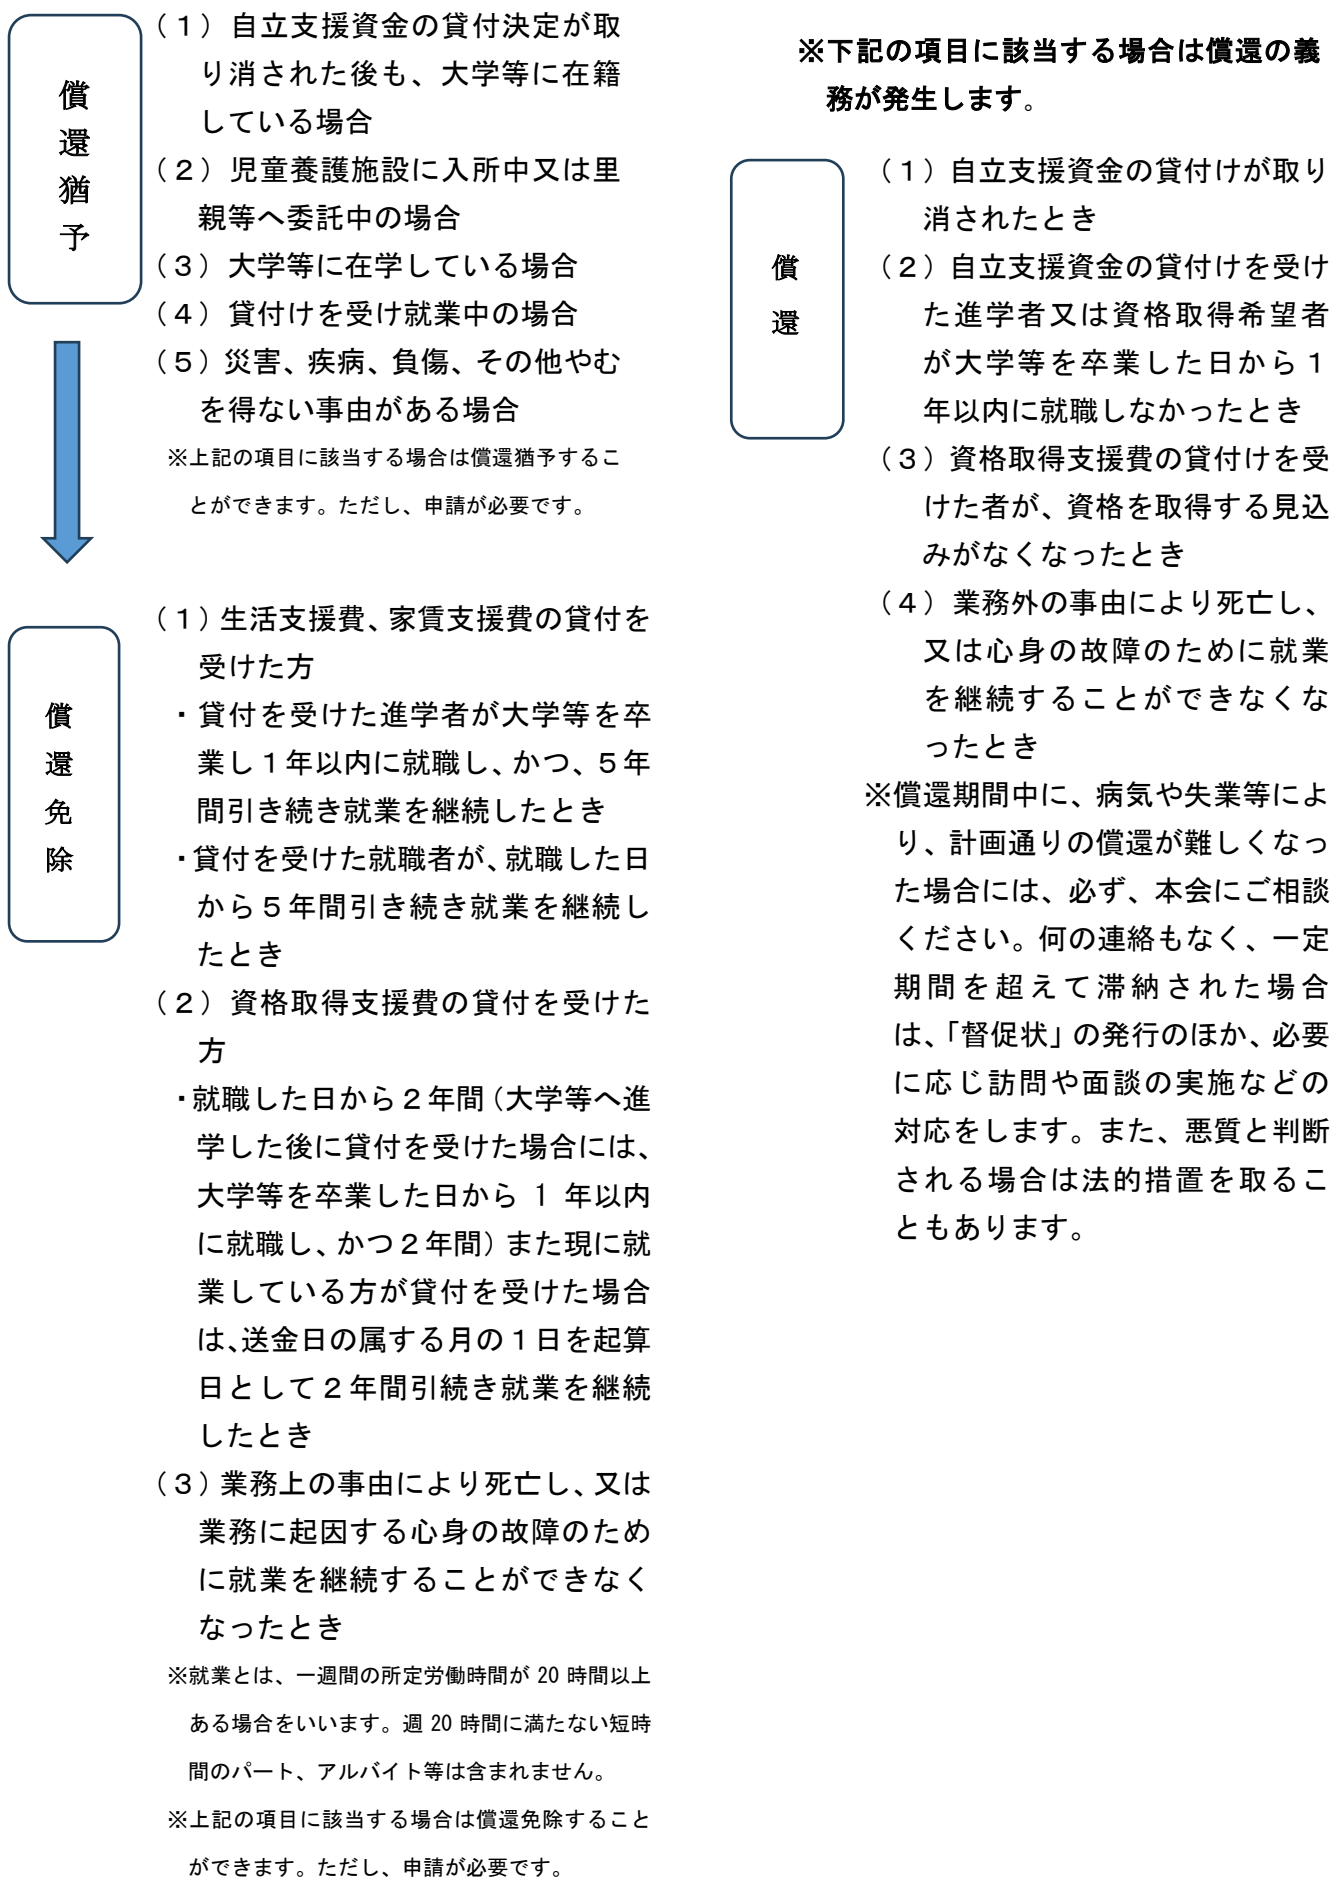 償
還
猶
予
（１）自立支援資金の貸付決定が取
り消された後も、大学等に在籍
している場合
（２）児童養護施設に入所中又は里
親等へ委託中の場合
（３）大学等に在学している場合
（４）貸付けを受け就業中の場合
（５）災害、疾病、負傷、その他やむ
を得ない事由がある場合
※上記の項目に該当する場合は償還猶予するこ
とができます。ただし、申請が必要です。
償
還
免
除
（１）生活支援費、家賃支援費の貸付を
受けた方
・貸付を受けた進学者が大学等を卒
業し１年以内に就職し、かつ、５年
間引き続き就業を継続したとき
・貸付を受けた就職者が、就職した日
から５年間引き続き就業を継続し
たとき
（２）資格取得支援費の貸付を受けた
方
・就職した日から２年間（大学等へ進
学した後に貸付を受けた場合には、
大学等を卒業した日から 1 年以内
に就職し、かつ２年間）また現に就
業している方が貸付を受けた場合
は、送金日の属する月の１日を起算
日として２年間引続き就業を継続
したとき
（３）業務上の事由により死亡し、又は
業務に起因する心身の故障のため
に就業を継続することができなく
なったとき
※就業とは、一週間の所定労働時間が 20 時間以上
ある場合をいいます。週 20 時間に満たない短時
間のパート、アルバイト等は含まれません。
※上記の項目に該当する場合は償還免除すること
ができます。ただし、申請が必要です。
※下記の項目に該当する場合は償還の義
務が発生します。
償
還
（１）自立支援資金の貸付けが取り
消されたとき
（２）自立支援資金の貸付けを受け
た進学者又は資格取得希望者
が大学等を卒業した日から１
年以内に就職しなかったとき
（３）資格取得支援費の貸付けを受
けた者が、資格を取得する見込
みがなくなったとき
（４）業務外の事由により死亡し、
又は心身の故障のために就業
を継続することができなくな
ったとき
※償還期間中に、病気や失業等によ
り、計画通りの償還が難しくなっ
た場合には、必ず、本会にご相談
ください。何の連絡もなく、一定
期間を超えて滞納された場合
は、「督促状」の発行のほか、必要
に応じ訪問や面談の実施などの
対応をします。また、悪質と判断
される場合は法的措置を取るこ
ともあります。